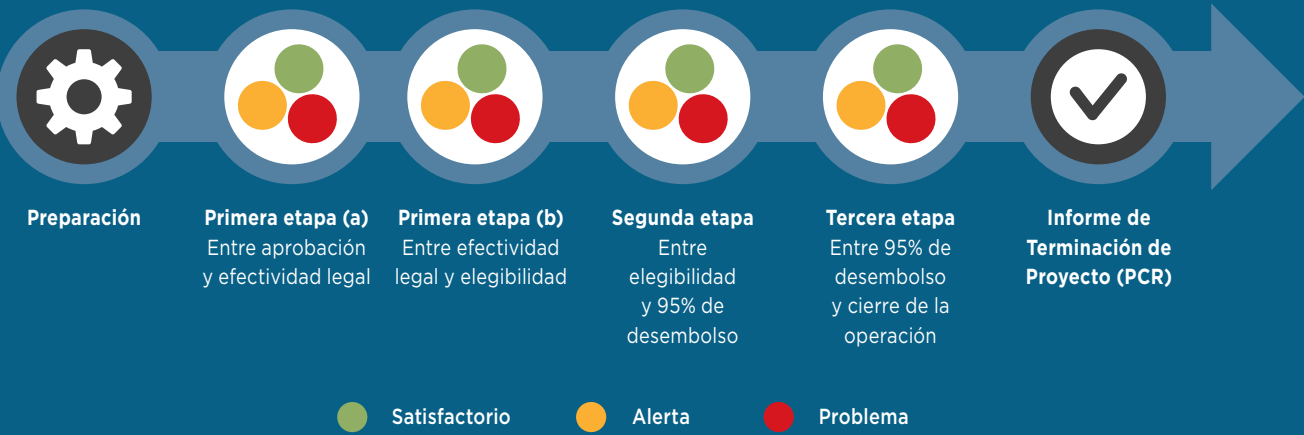 Preparación
Primera etapa (a)
Entre aprobación
y efectividad legal
Primera etapa (b)
Entre efectividad
legal y elegibilidad
Segunda etapa
Entre
elegibilidad
y 95% de
desembolso
Tercera etapa
Entre 95% de
desembolso
y cierre de la
operación
Informe de
Terminación de
Proyecto (PCR)
Satisfactorio
Alerta
Problema